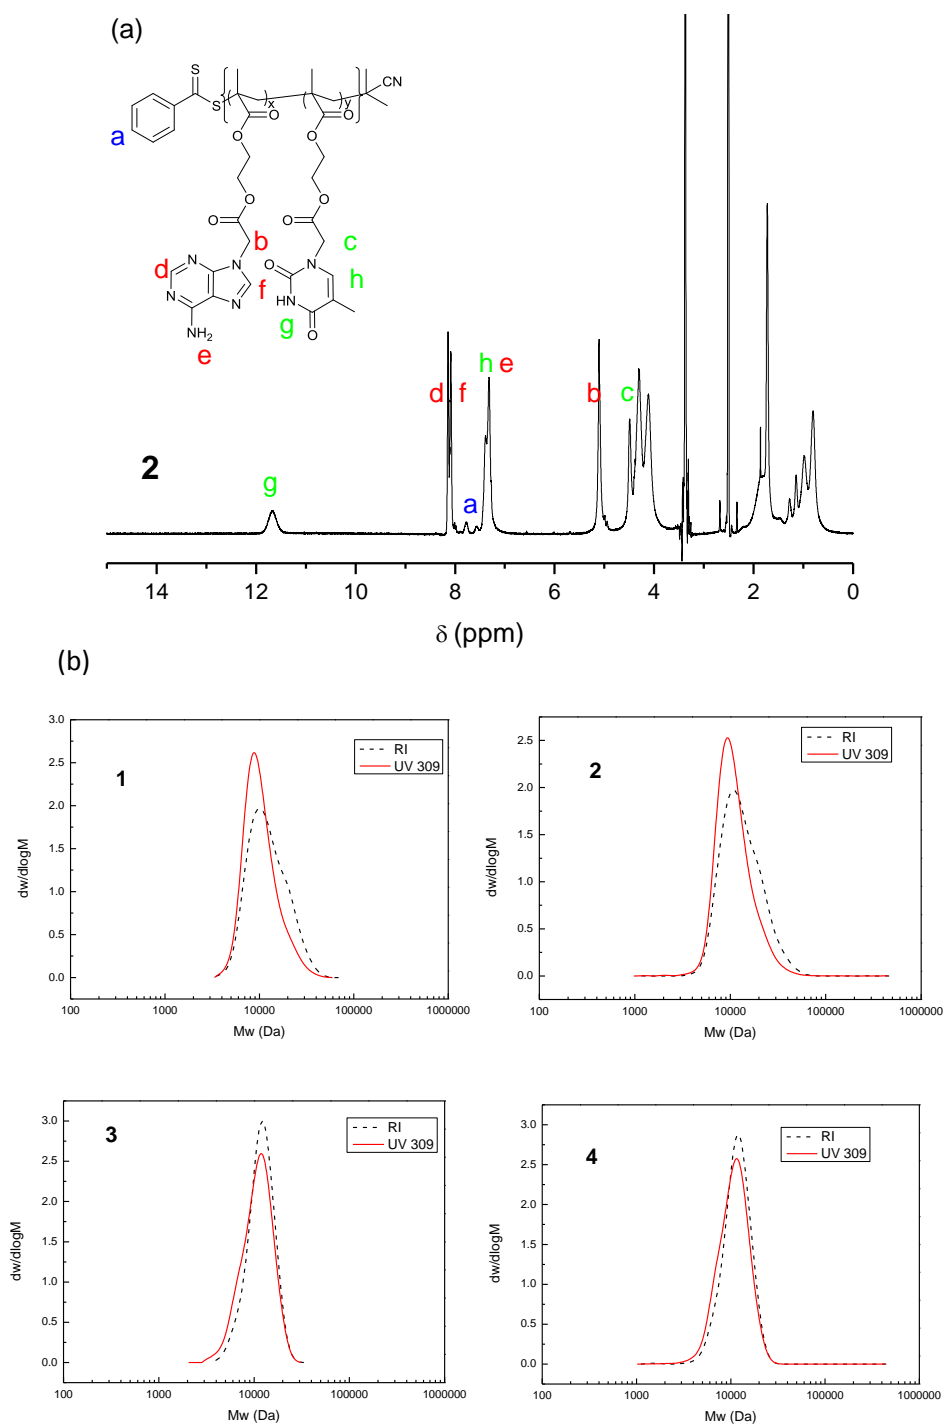 (a)
S
S
CN
x
y
O
O
O
O
O
O
O
O
a
b
c
d
N
N
N
N
f
O
N
h
NH
g
O
NH2
e
h e
d f
b
c
2
g
a
14 12 10 8 6 4 2 0
δ (ppm)
(b)
3.0
2.5
2.0
1.5
1.0
0.5
0.0
dw/dlogM
1
RI
UV 309
100 1000 10000 100000 1000000
Mw (Da)
2.5
2.0
1.5
1.0
0.5
0.0
dw/dlogM
2
RI
UV 309
100 1000 10000 100000 1000000
Mw (Da)
3.0
2.5
2.0
1.5
1.0
0.5
0.0
dw/dlogM
3
RI
UV 309
100 1000 10000 100000 1000000
Mw (Da)
3.0
2.5
2.0
1.5
1.0
0.5
0.0
dw/dlogM
4
RI
UV 309
100 1000 10000 100000 1000000
Mw (Da)